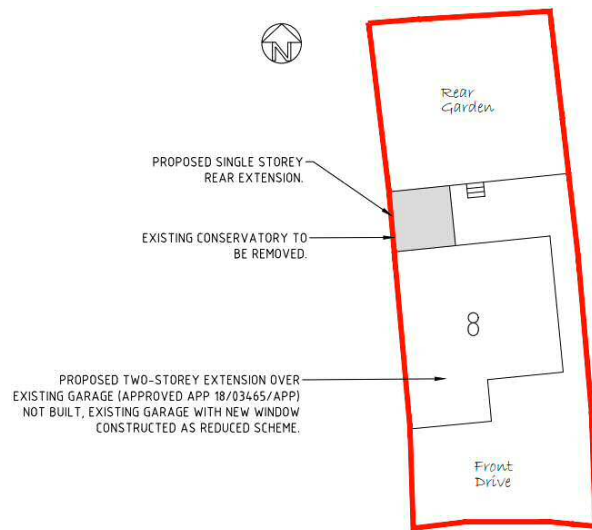 N
Rear
Garden
PROPOSED SINGLE STOREY
REAR EXTENSION.
EXISTING CONSERVATORY TO
BE REMOVED.
8
PROPOSED TWO-STOREY EXTENSION OVER
EXISTING GARAGE (APPROVED APP 18/03465/APP)
NOT BUILT, EXISTING GARAGE WITH NEW WINDOW
CONSTRUCTED AS REDUCED SCHEME.
Front
Drive